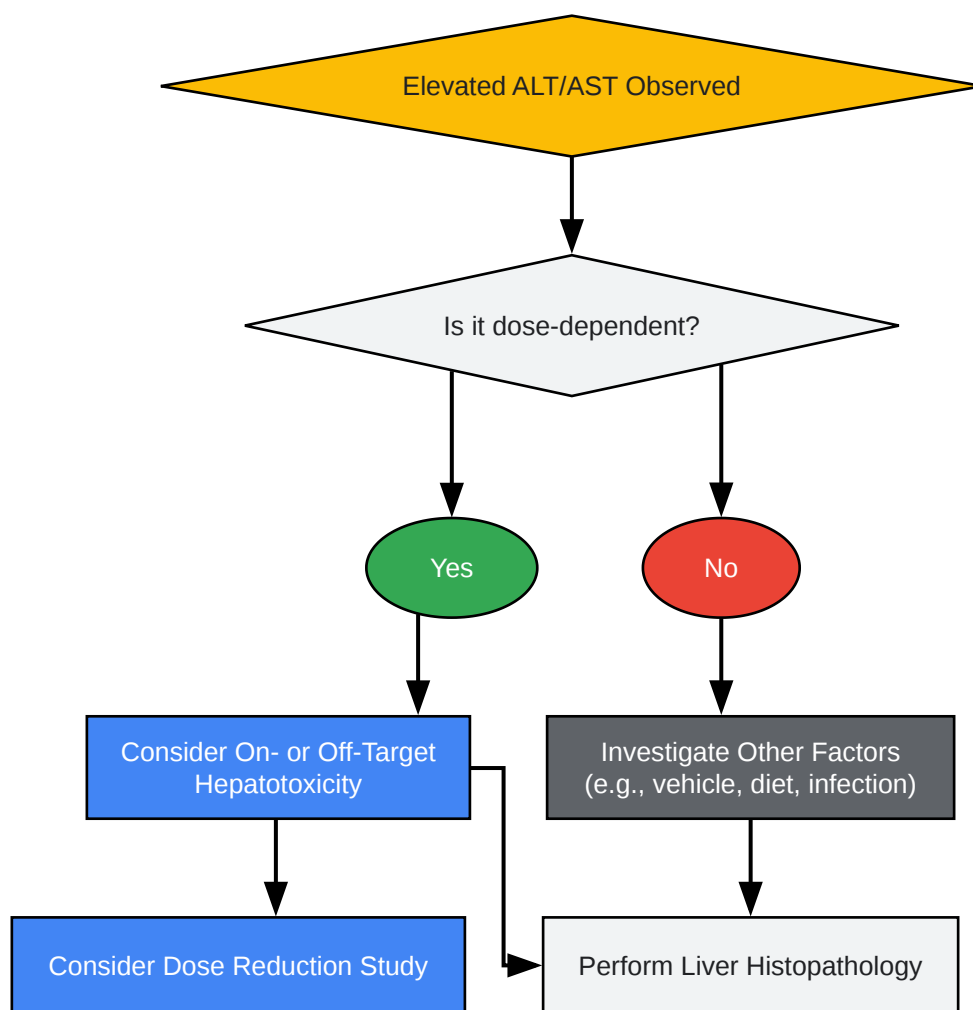 Elevated ALT/AST Observed
Is it dose-dependent?
Yes
No
Consider On- or Off-Target
Hepatotoxicity
Investigate Other Factors
(e.g., vehicle, diet, infection)
Consider Dose Reduction Study
Perform Liver Histopathology